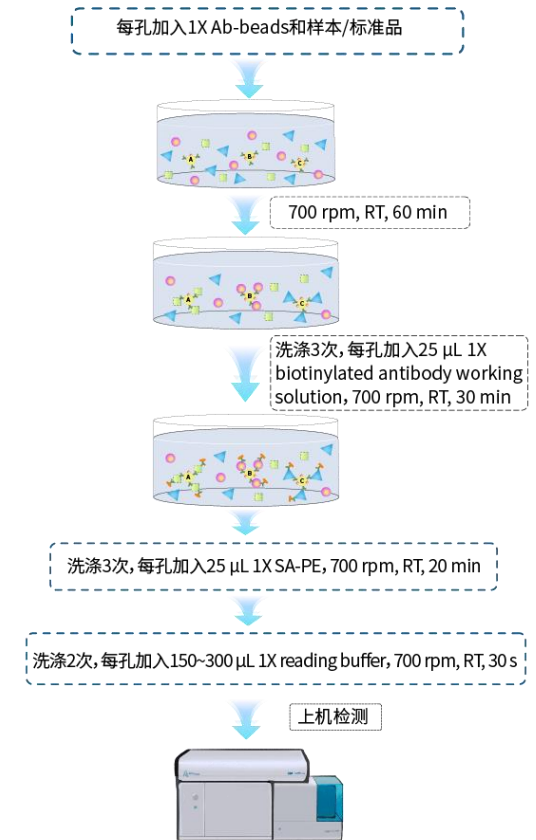 每孔加入1X Ab-beads和样本/标准品
A
B
C
700 rpm, RT, 60 min
A
B
C
洗涤3次，每孔加入25 μL 1X
biotinylated antibody working
solution，700 rpm, RT, 30 min
A
B
C
洗涤3次，每孔加入25 μL 1X SA-PE，700 rpm, RT, 20 min
洗涤2次，每孔加入150~300 μL 1X reading buffer，700 rpm, RT, 30 s
上机检测